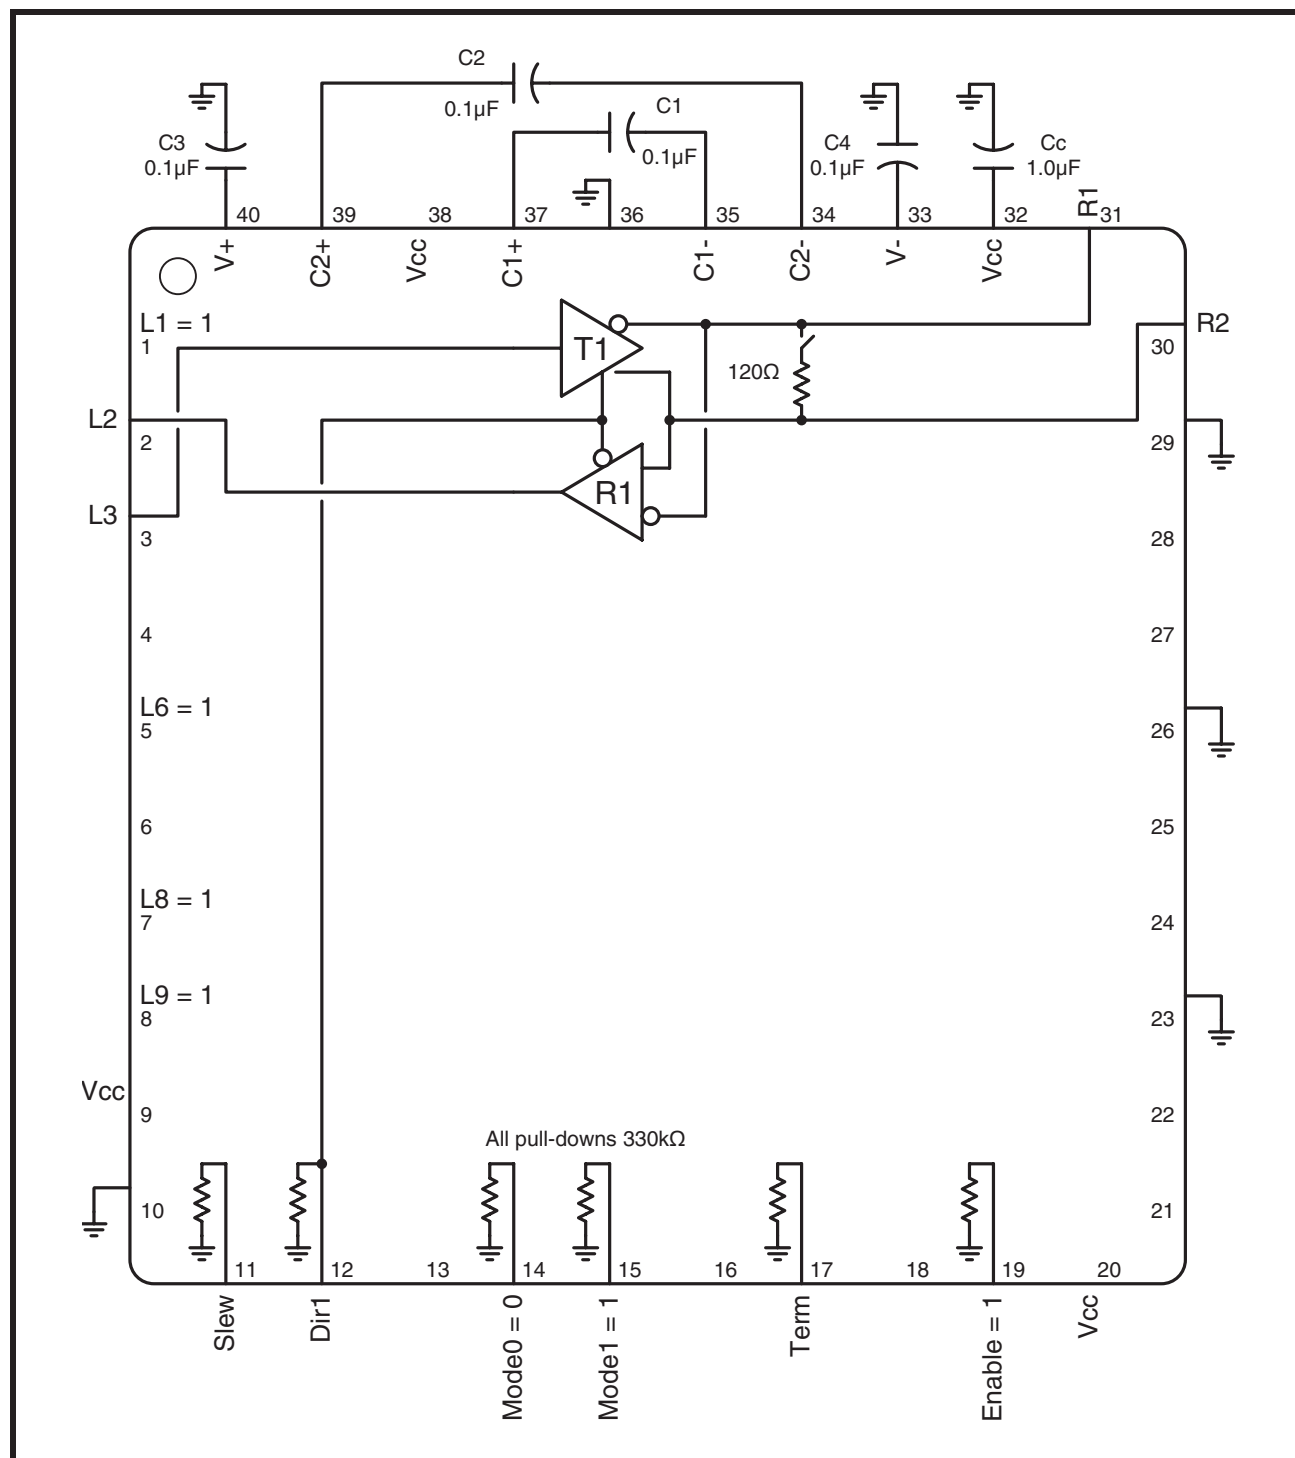 C2
0.1µF
C1
0.1µF
C3
0.1µF
C4
0.1µF
Cc
1.0µF
R1
40
39
38
37
36
35
34
33
32
31
V+
C2+
Vcc
C1+
C1-
C2-
V-
Vcc
L1 = 1
1
T1
R2
30
120Ω
L2
2
29
R1
L3
3
28
4
27
L6 = 1
5
26
6
25
L8 = 1
7
24
L9 = 1
8
23
Vcc
9
22
All pull-downs 330kΩ
10
21
11
12
13
14
15
16
17
18
19
20
Slew
Dir1
Mode0 = 0
Mode1 = 1
Term
Enable = 1
Vcc